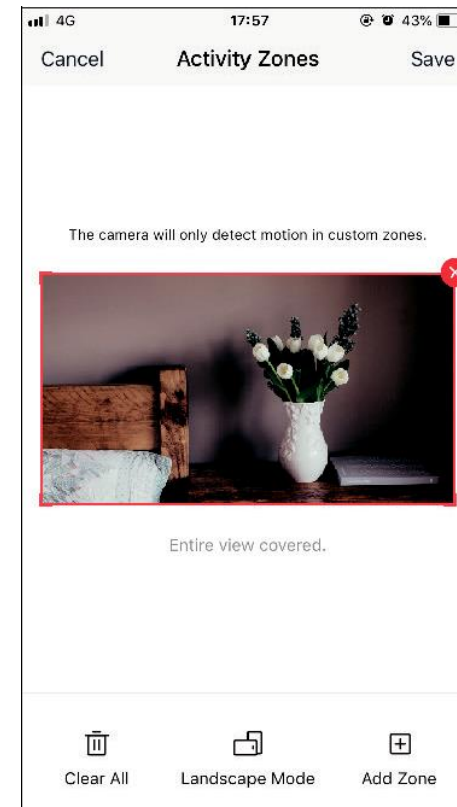 4G 17:57 43%
Cancel Activity Zones Save
The camera will only detect motion in custom zones.
Entire view covered.
Clear All Landscape Mode Add Zone